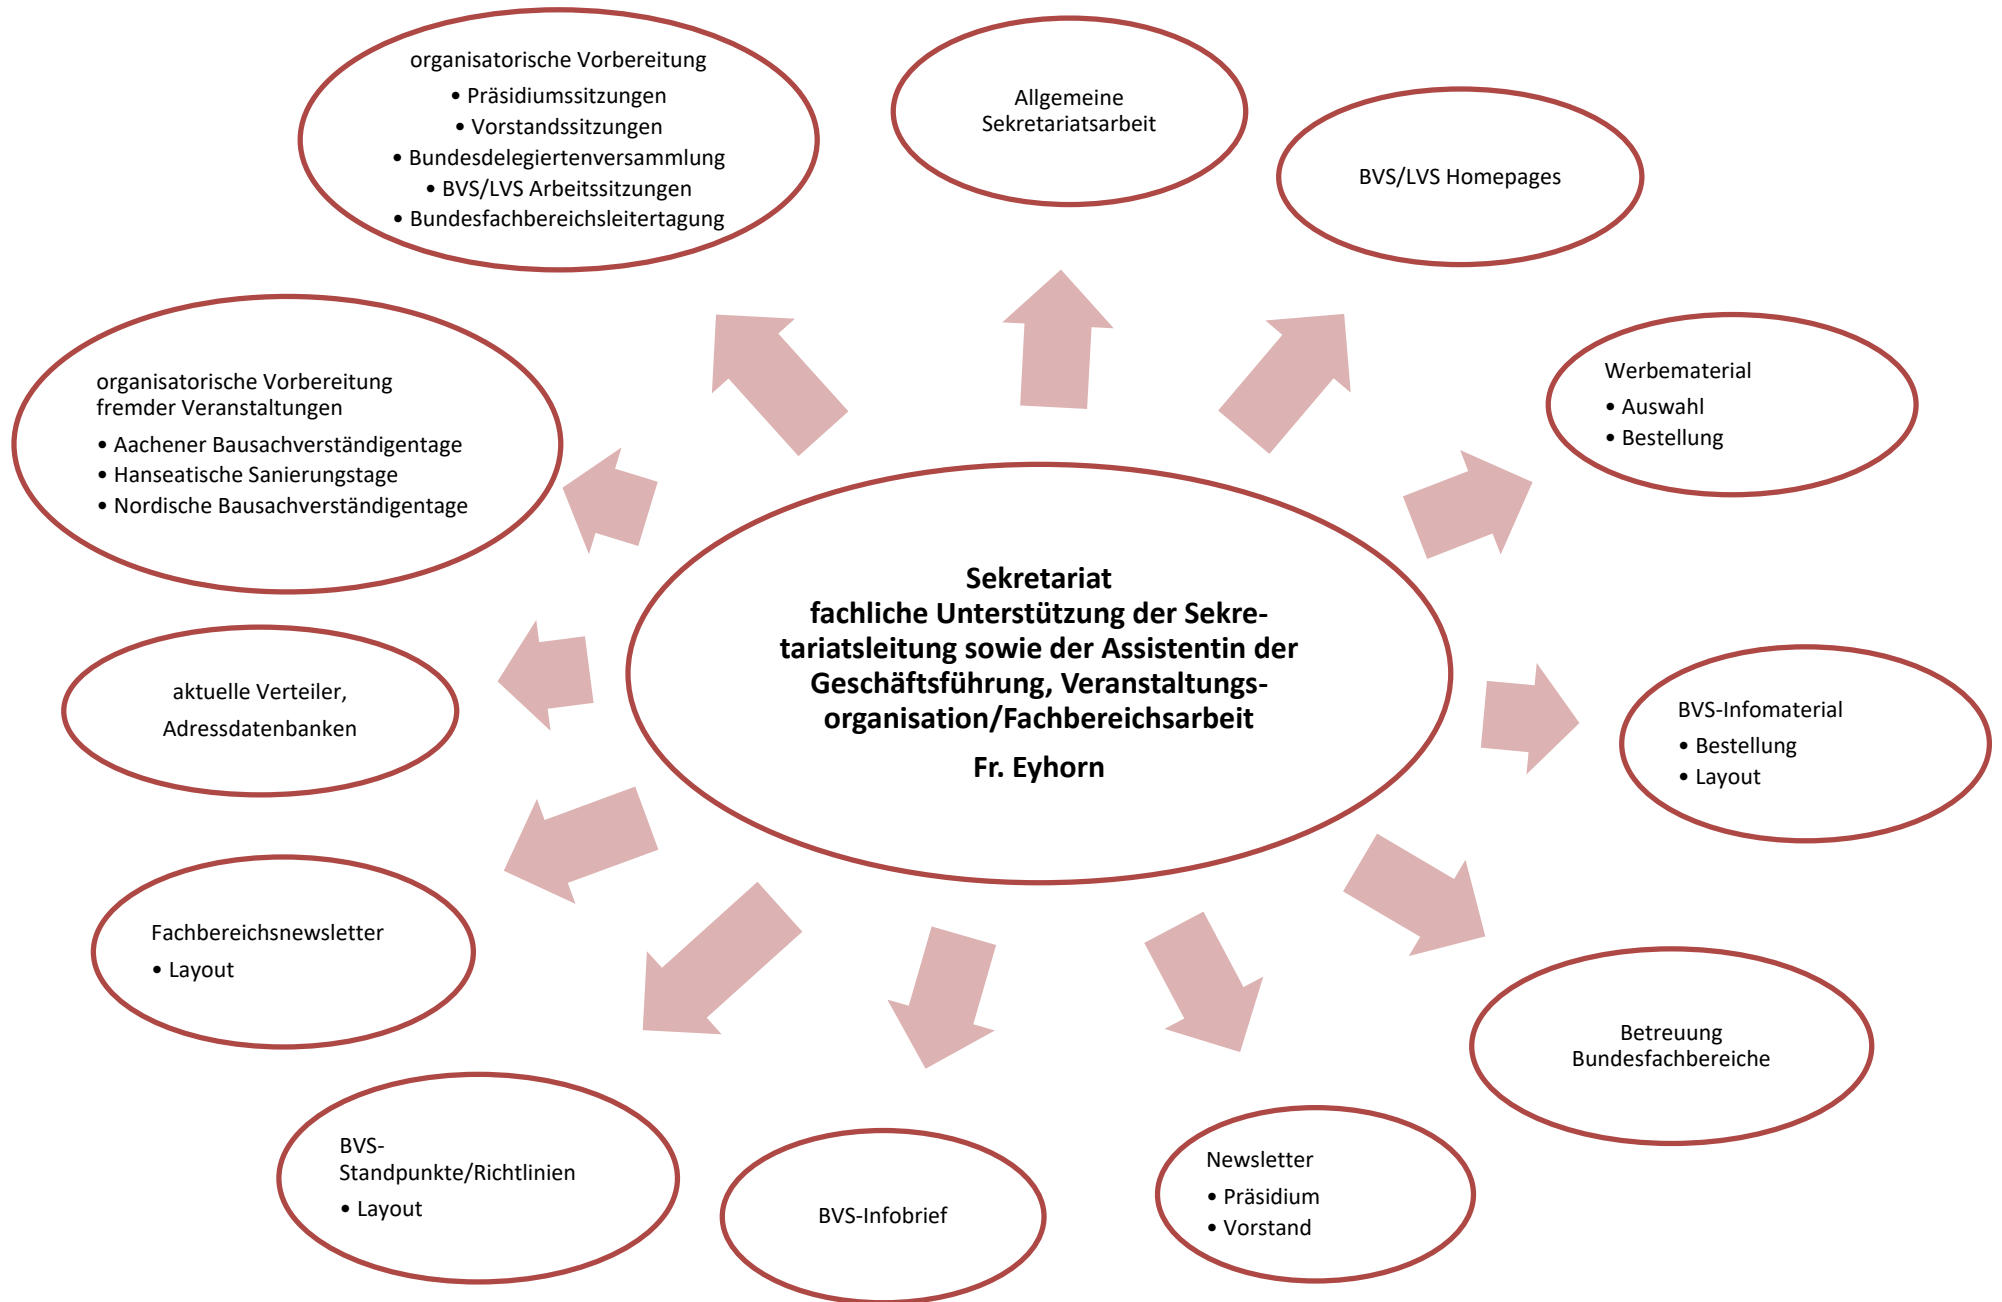 organisatorische Vorbereitung
• Präsidiumssitzungen
• Vorstandssitzungen
• Bundesdelegiertenversammlung
• BVS/LVS Arbeitssitzungen
• Bundesfachbereichsleitertagung
Allgemeine
Sekretariatsarbeit
BVS/LVS Homepages
Werbematerial
• Auswahl
• Bestellung
BVS-Infomaterial
• Bestellung
• Layout
Betreuung
Bundesfachbereiche
Newsletter
• Präsidium
• Vorstand
BVS-Infobrief
BVS-
Standpunkte/Richtlinien
• Layout
Fachbereichsnewsletter
• Layout
aktuelle Verteiler,
Adressdatenbanken
organisatorische Vorbereitung
fremder Veranstaltungen
• Aachener Bausachverständigentage
• Hanseatische Sanierungstage
• Nordische Bausachverständigentage
Sekretariat
fachliche Unterstützung der Sekre-
tariatsleitung sowie der Assistentin der
Geschäftsführung, Veranstaltungs-
organisation/Fachbereichsarbeit
Fr. Eyhorn